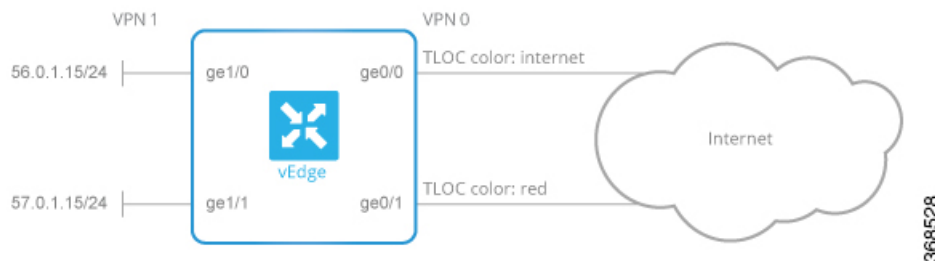 VPN 1
VPN 0
56.0.1.15/24
ge1/0
ge0/0
TLOC color: internet
vEdge
Internet
57.0.1.15/24
ge1/1
ge0/1
TLOC color: red
368528